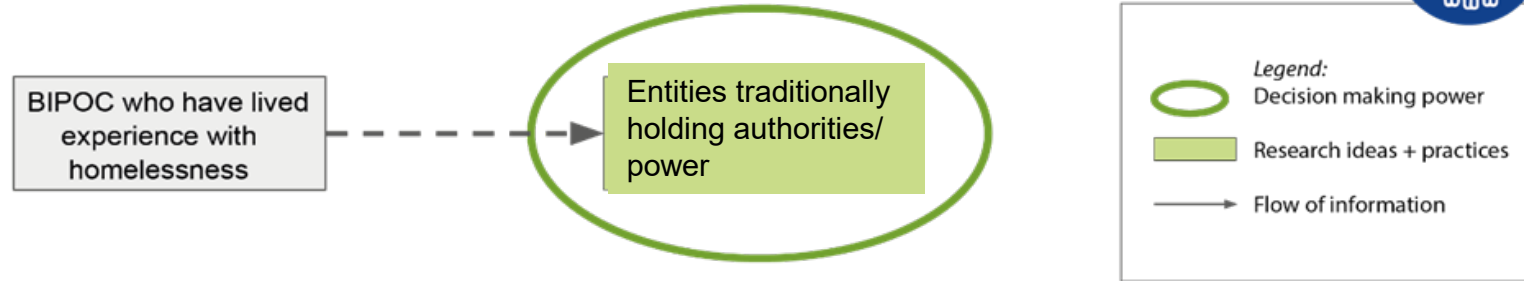 BIPOC who have lived
experience with
homelessness
Entities traditionally
holding authorities/
power
Legend:
Decision making power
Research ideas + practices
Flow of information